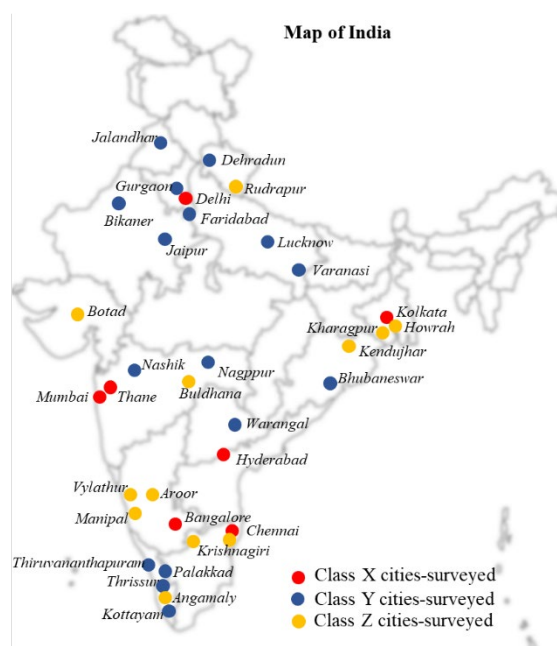 Map of India
Jalandhar
Dehradun
Gurgaon
Rudrapur
Delhi
Bikaner
Faridabad
Jaipur
Lucknow
Varanasi
Botad
Kolkata
Kharagpur
Howrah
Kendujhar
Nashik
Nagppur
Bhubaneswar
Buldhana
Mumbai
Thane
Warangal
Hyderabad
Vylathur
Aroor
Manipal
Bangalore
Chennai
Krishnagiri
Thiruvananthapuram
Palakkad
Thrissur
Angamaly
Kottayam
Class X cities-surveyed
Class Y cities-surveyed
Class Z cities-surveyed